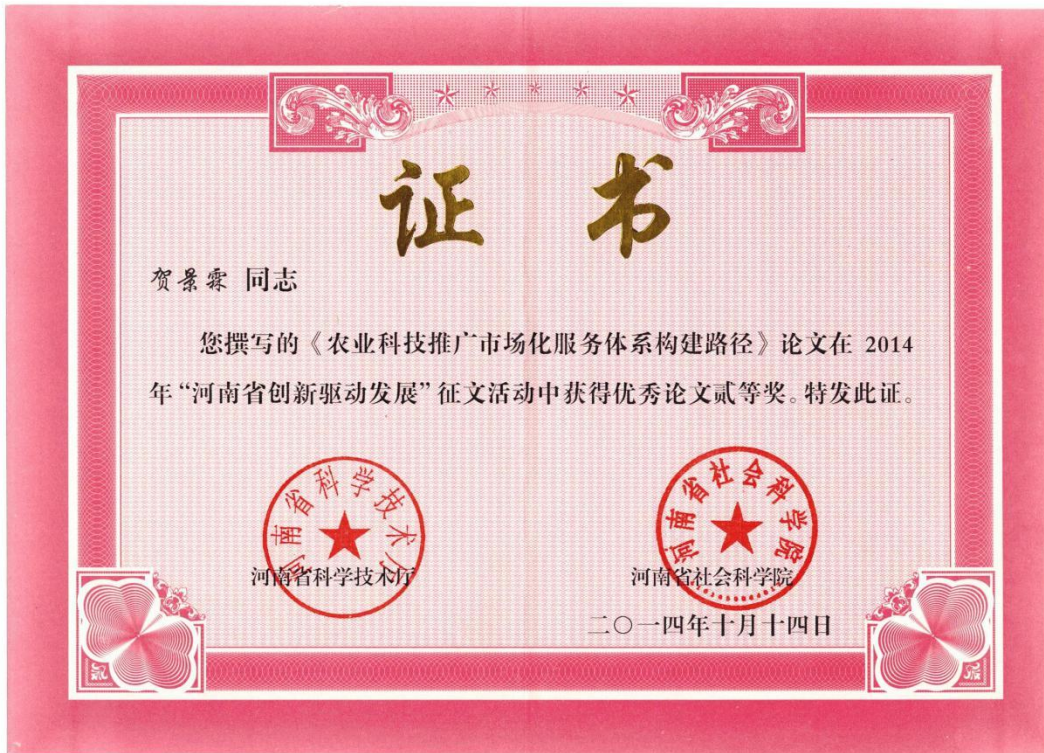 证书
贺景霖 同志
您撰写的《农业科技推广市场化服务体系构建路径》论文在 2014
年“河南省创新驱动发展”征文活动中获得优秀论文贰等奖。特发此证。
河南省科学技术厅
河南省社会科学院
河南省科学技术厅
河南省社会科学院
二〇一四年十月十四日